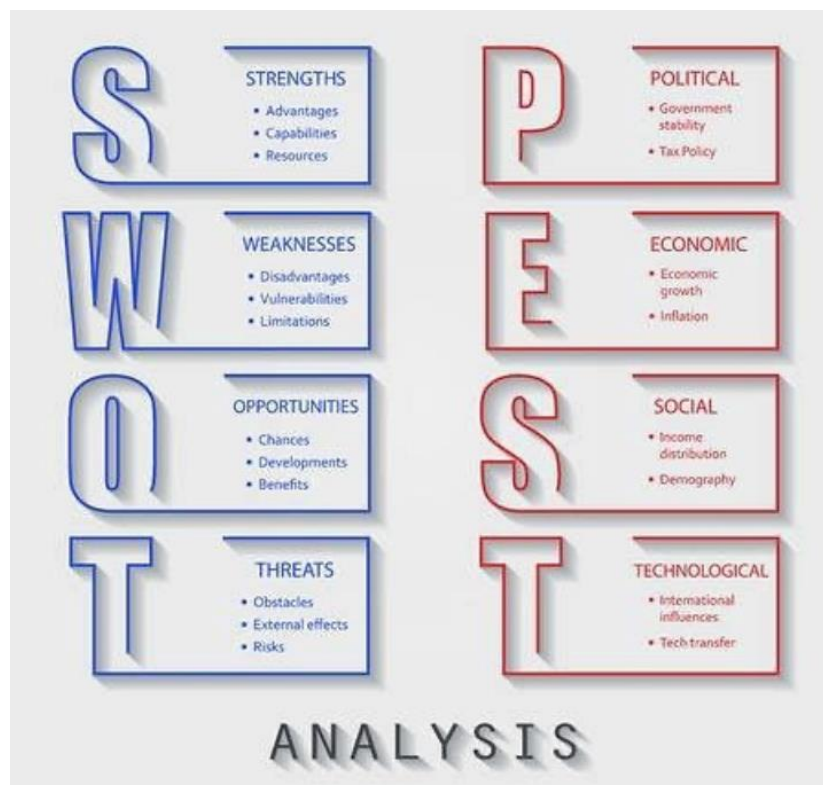 S
STRENGTHS
• Advantages
• Capabilities
• Resources
W
WEAKNESSES
• Disadvantages
• Vulnerabilities
• Limitations
O
OPPORTUNITIES
• Chances
• Developments
• Benefits
T
THREATS
• Obstacles
• External effects
• Risks
P
POLITICAL
• Government
stability
• Tax Policy
E
ECONOMIC
• Economic
growth
• Inflation
S
SOCIAL
• Income
distribution
• Demography
T
TECHNOLOGICAL
• International
influences
• Tech transfer
ANALYSIS